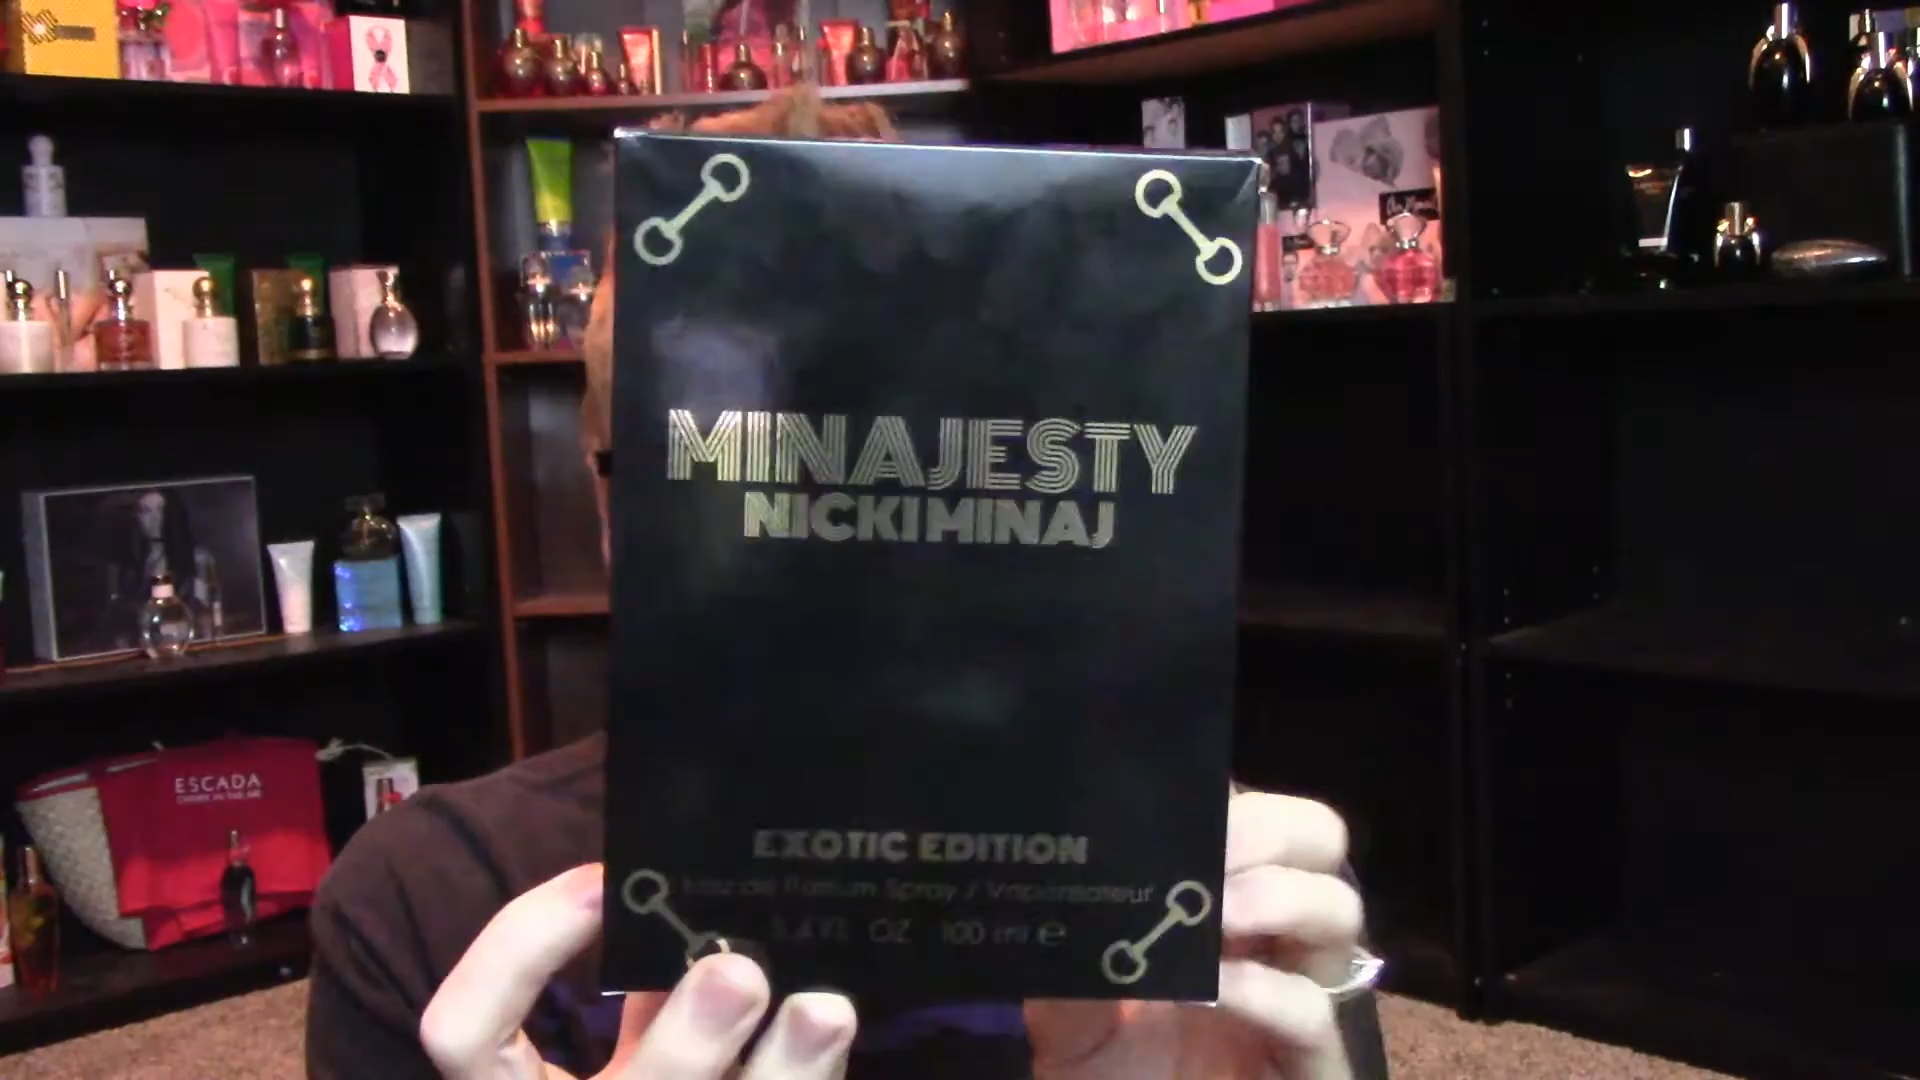 MINAJESTY
NICKI MINAJ
EXOTIC EDITION
Eau de Parfum Spray / Vaporisateur
3.4 FL OZ 100 ml e
ESCADA